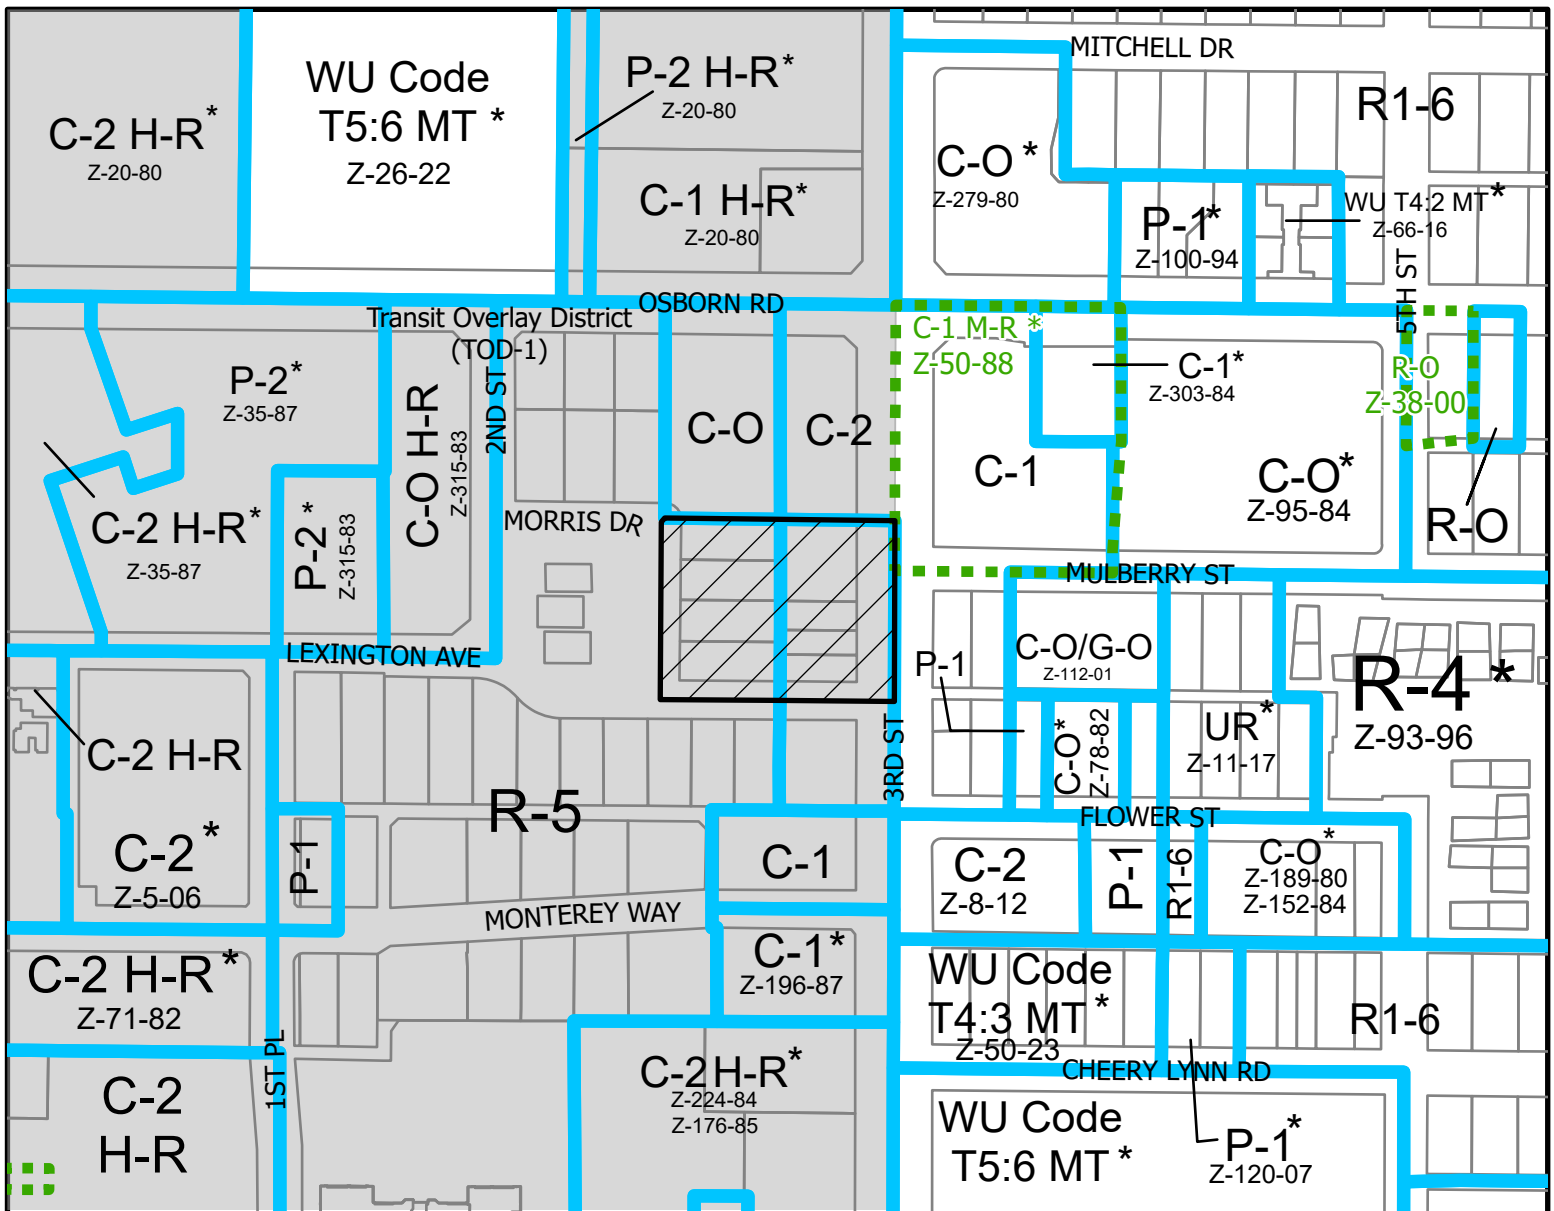 MITCHELL DR
WU Code
T5:6 MT *
Z-26-22
P-2 H-R*
Z-20-80
C-2 H-R*
Z-20-80
R1-6
C-O *
Z-279-80
C-1 H-R*
Z-20-80
WU T4:2 MT*
Z-66-16
P-1*
Z-100-94
OSBORN RD
5TH ST
Transit Overlay District
(TOD-1)
C-1 M-R *
Z-50-88
C-1*
Z-303-84
R-O
Z-38-00
P-2*
Z-35-87
C-O H-R
Z-315-83
2ND ST
C-O
C-2
C-1
C-O*
Z-95-84
R-O
C-2 H-R*
Z-35-87
P-2*
Z-315-83
MORRIS DR
MULBERRY ST
LEXINGTON AVE
P-1
C-O/G-O
Z-112-01
R-4 *
Z-93-96
C-2 H-R
3RD ST
C-O*
Z-78-82
UR*
Z-11-17
R-5
FLOWER ST
C-2*
Z-5-06
P-1
C-1
C-2
Z-8-12
P-1
R1-6
C-O*
Z-189-80
Z-152-84
MONTEREY WAY
C-2 H-R*
Z-71-82
C-1*
Z-196-87
WU Code
T4:3 MT *
Z-50-23
R1-6
1ST PL
C-2 H-R*
Z-224-84
Z-176-85
CHEERY LYNN RD
C-2
H-R
WU Code
T5:6 MT *
P-1*
Z-120-07